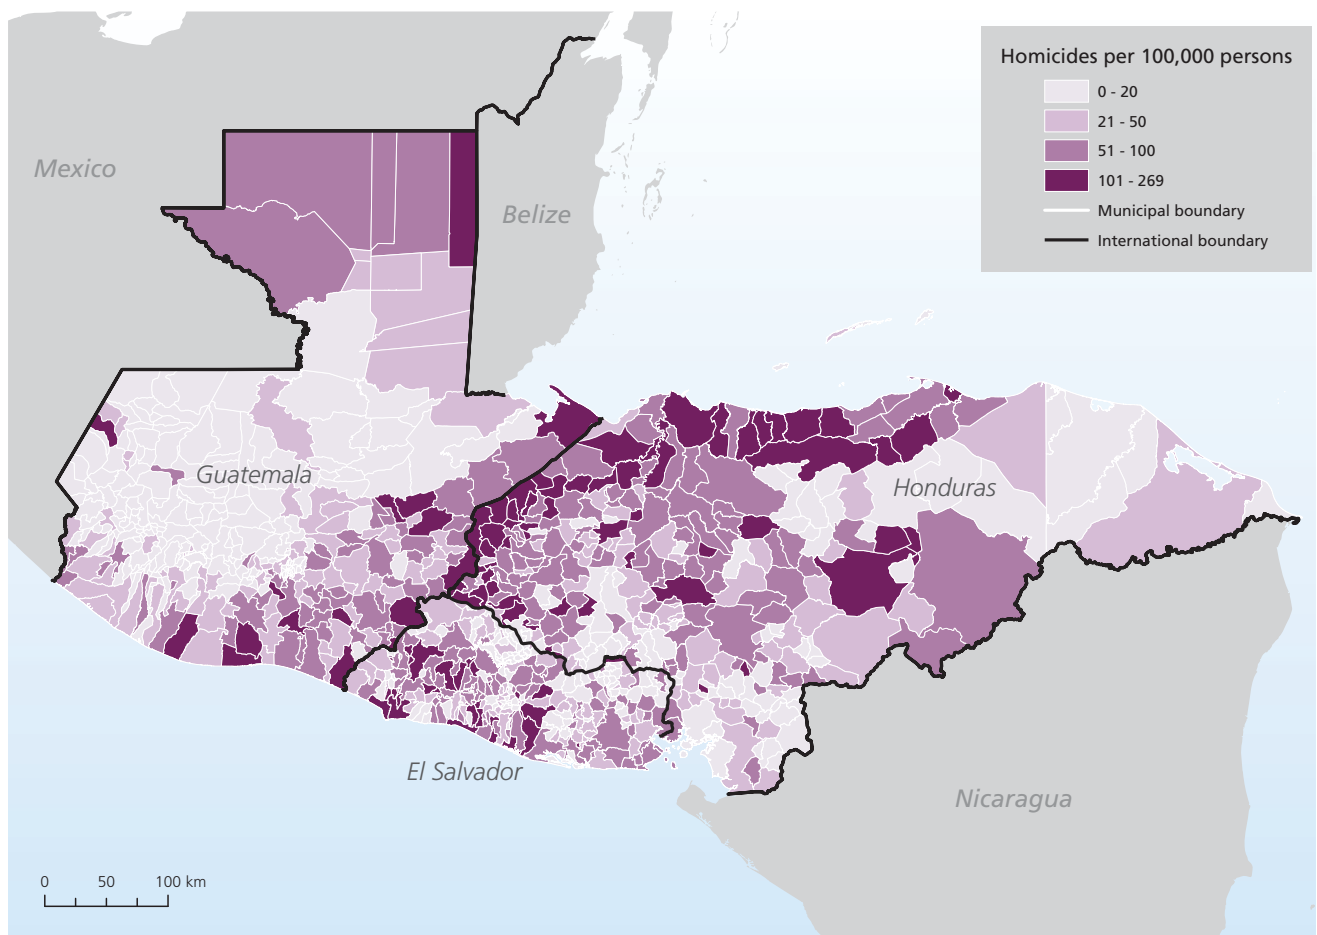 Homicides per 100,000 persons
0 - 20
21 - 50
51 - 100
101 - 269
Municipal boundary
International boundary
Mexico
Belize
Guatemala
Honduras
El Salvador
Nicaragua
0 50 100 km